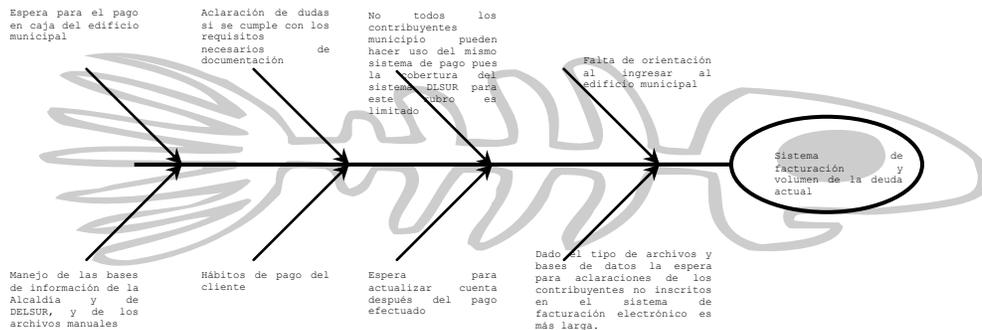 Espera para el pago
en caja del edificio
municipal
Aclaración de dudas
si se cumple con los
requisitos
necesarios de
documentación
No todos los
contribuyentes
municipio pueden
hacer uso del mismo
sistema de pago pues
la cobertura del
sistema DLSUR para
este rubro es
limitado
Falta de orientación
al ingresar al
edificio municipal
Sistema de
facturación y
volumen de la deuda
actual
Manejo de las bases
de información de la
Alcaldía y de
DELSUR, y de los
archivos manuales
Hábitos de pago del
cliente
Espera para
actualizar cuenta
después del pago
efectuado
Dado el tipo de archivos y
bases de datos la espera
para aclaraciones de los
contribuyentes no inscritos
en el sistema de
facturación electrónico es
más larga.